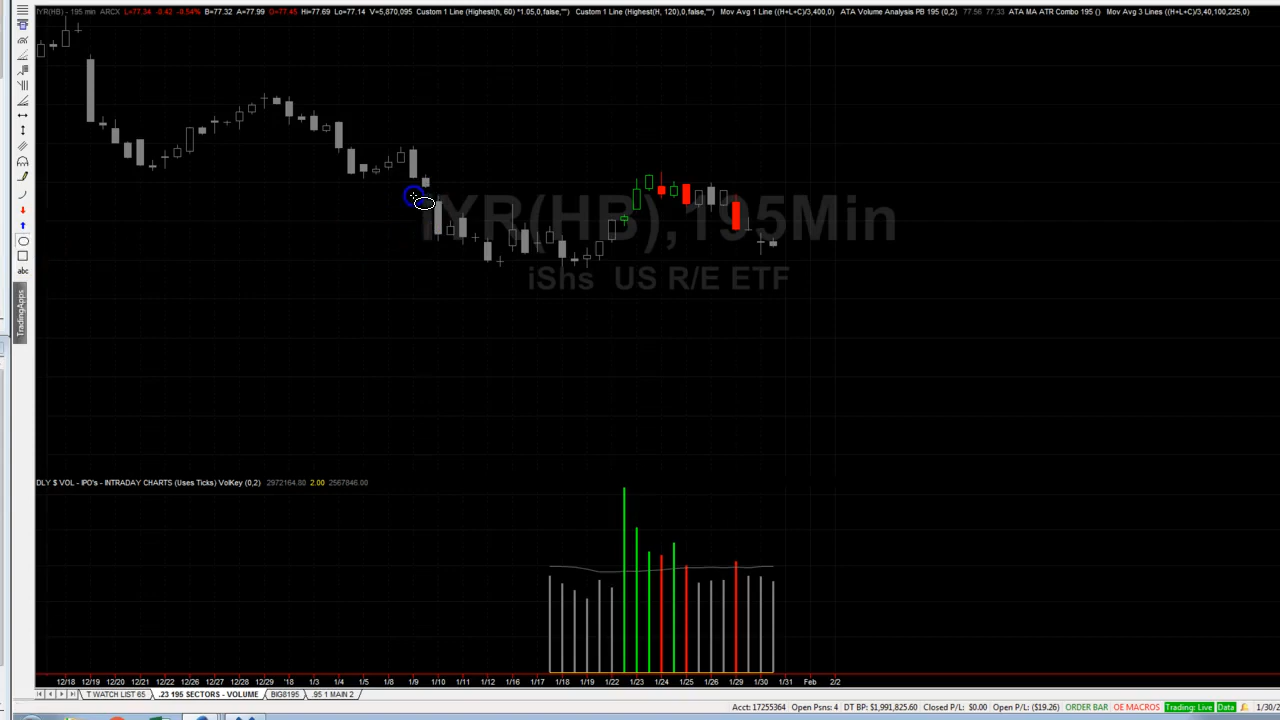 IYR(HB) - 195 min ARCX L=77.34 -0.42 -0.54% B=77.32 A=77.99 O=77.45 Hi=77.69 Lo=77.14 V=5,870,095 Custom 1 Line (Highest(h, 60) *1.05,0,false,"") Custom 1 Line (Highest(H, 120),0,false,"") Mov Avg 1 Line ((H+L+C)/3,400,0) ATA Volume Analysis PB 195 (0,2) 77.56 77.33 ATA MA ATR Combo 195 () Mov Avg 3 Lines ((H+L+C)/3,40,100,225,0)
IYR(HB),195Min
iShs US R/E ETF
abc
TradingApps
DLY $ VOL - IPO's - INTRADAY CHARTS (Uses Ticks) VolKey (0,2) 2972164.80 2.00 2567846.00
12/18 12/19 12/20 12/21 12/22 12/26 12/27 12/28 12/29 '18 1/3 1/4 1/5 1/8 1/9 1/10 1/11 1/12 1/16 1/17 1/18 1/19 1/22 1/23 1/24 1/25 1/26 1/29 1/30 1/31 Feb 2/2
T WATCH LIST 65 .23 195 SECTORS - VOLUME BIG8195 .95 1 MAIN 2
Acct: 17255364 Open Psns: 4 DT BP: $1,991,825.60 Closed P/L: $0.00 Open P/L: ($19.26) ORDER BAR OE MACROS Trading: Live Data 1/30/2